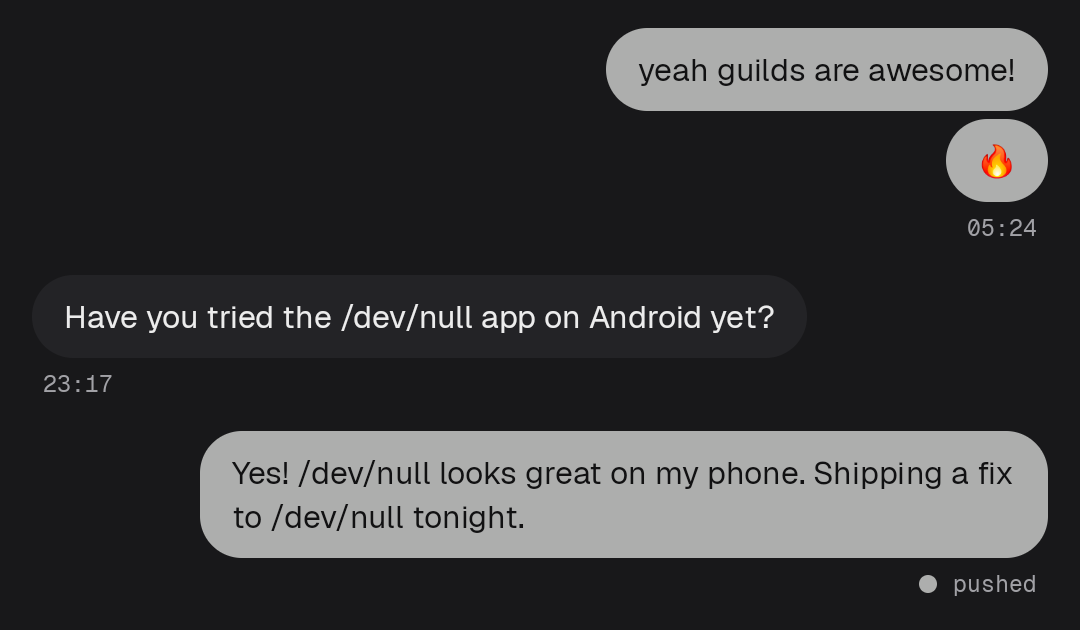 yeah guilds are awesome!
🔥
05:24
Have you tried the /dev/null app on Android yet?
23:17
Yes! /dev/null looks great on my phone. Shipping a fix
to /dev/null tonight.
pushed